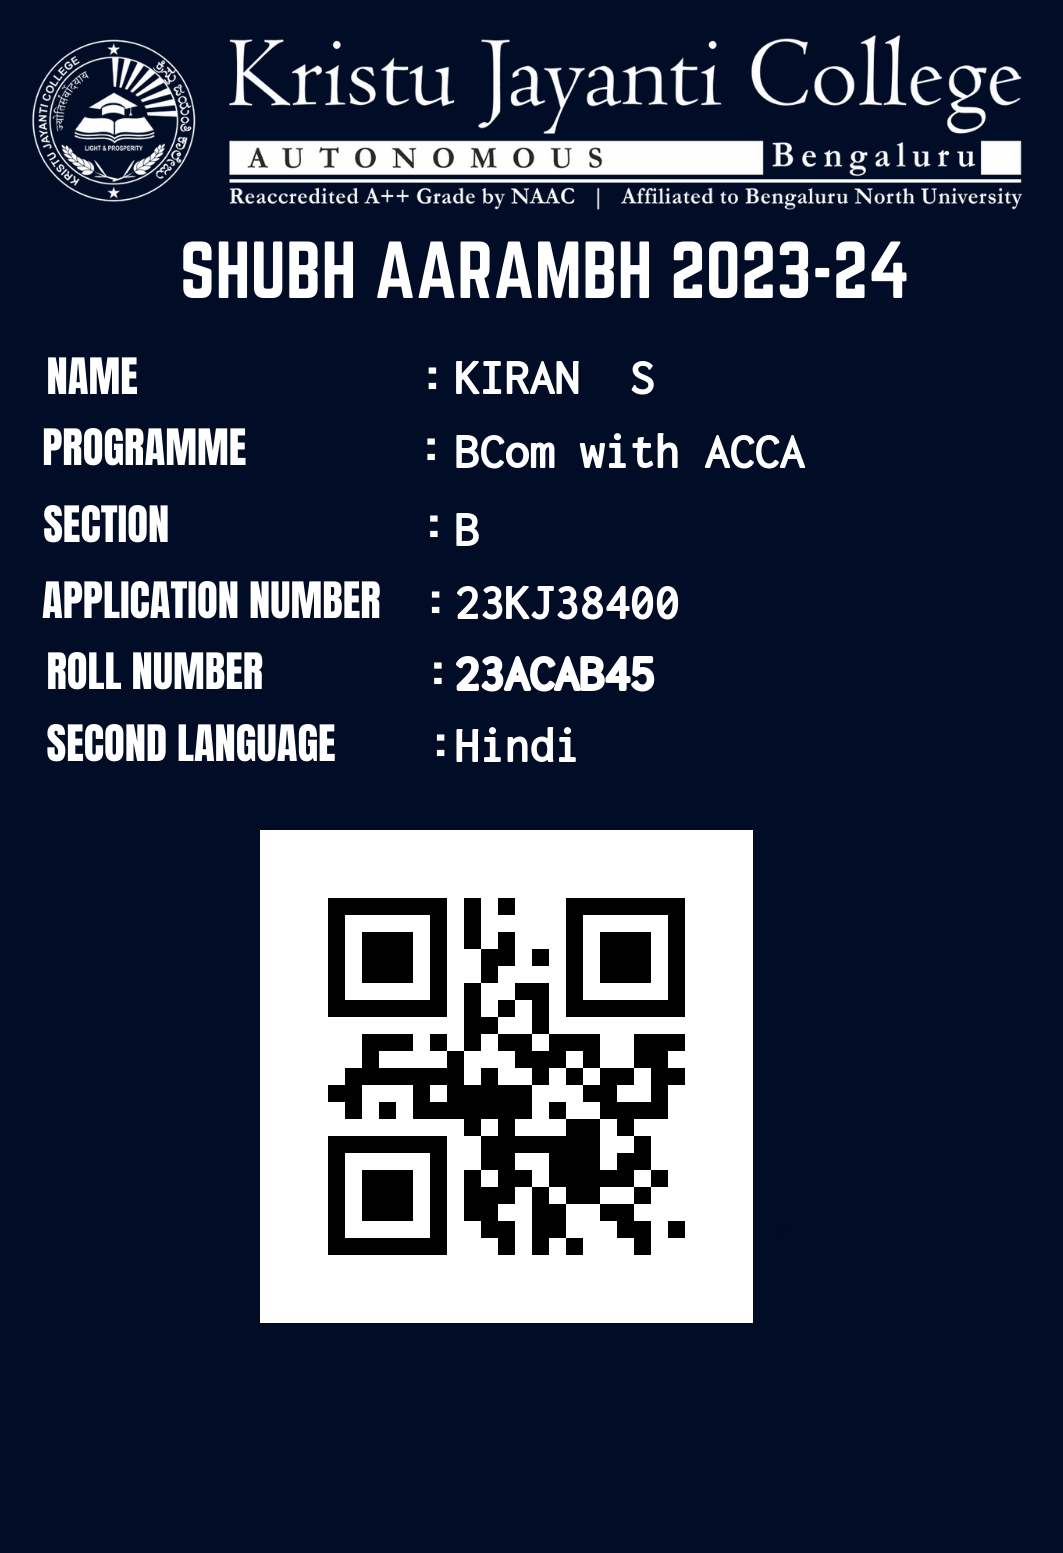 KRISTU JAYANTI COLLEGE
ಕ್ರಿಸ್ತು ಜಯಂತಿ ಕಾಲೇಜು
LIGHT & PROSPERITY
Kristu Jayanti College
AUTONOMOUS Bengaluru
Reaccredited A++ Grade by NAAC | Affiliated to Bengaluru North University
SHUBH AARAMBH 2023-24
NAME : KIRAN S
PROGRAMME : BCom with ACCA
SECTION : B
APPLICATION NUMBER : 23KJ38400
ROLL NUMBER : 23ACAB45
SECOND LANGUAGE : Hindi